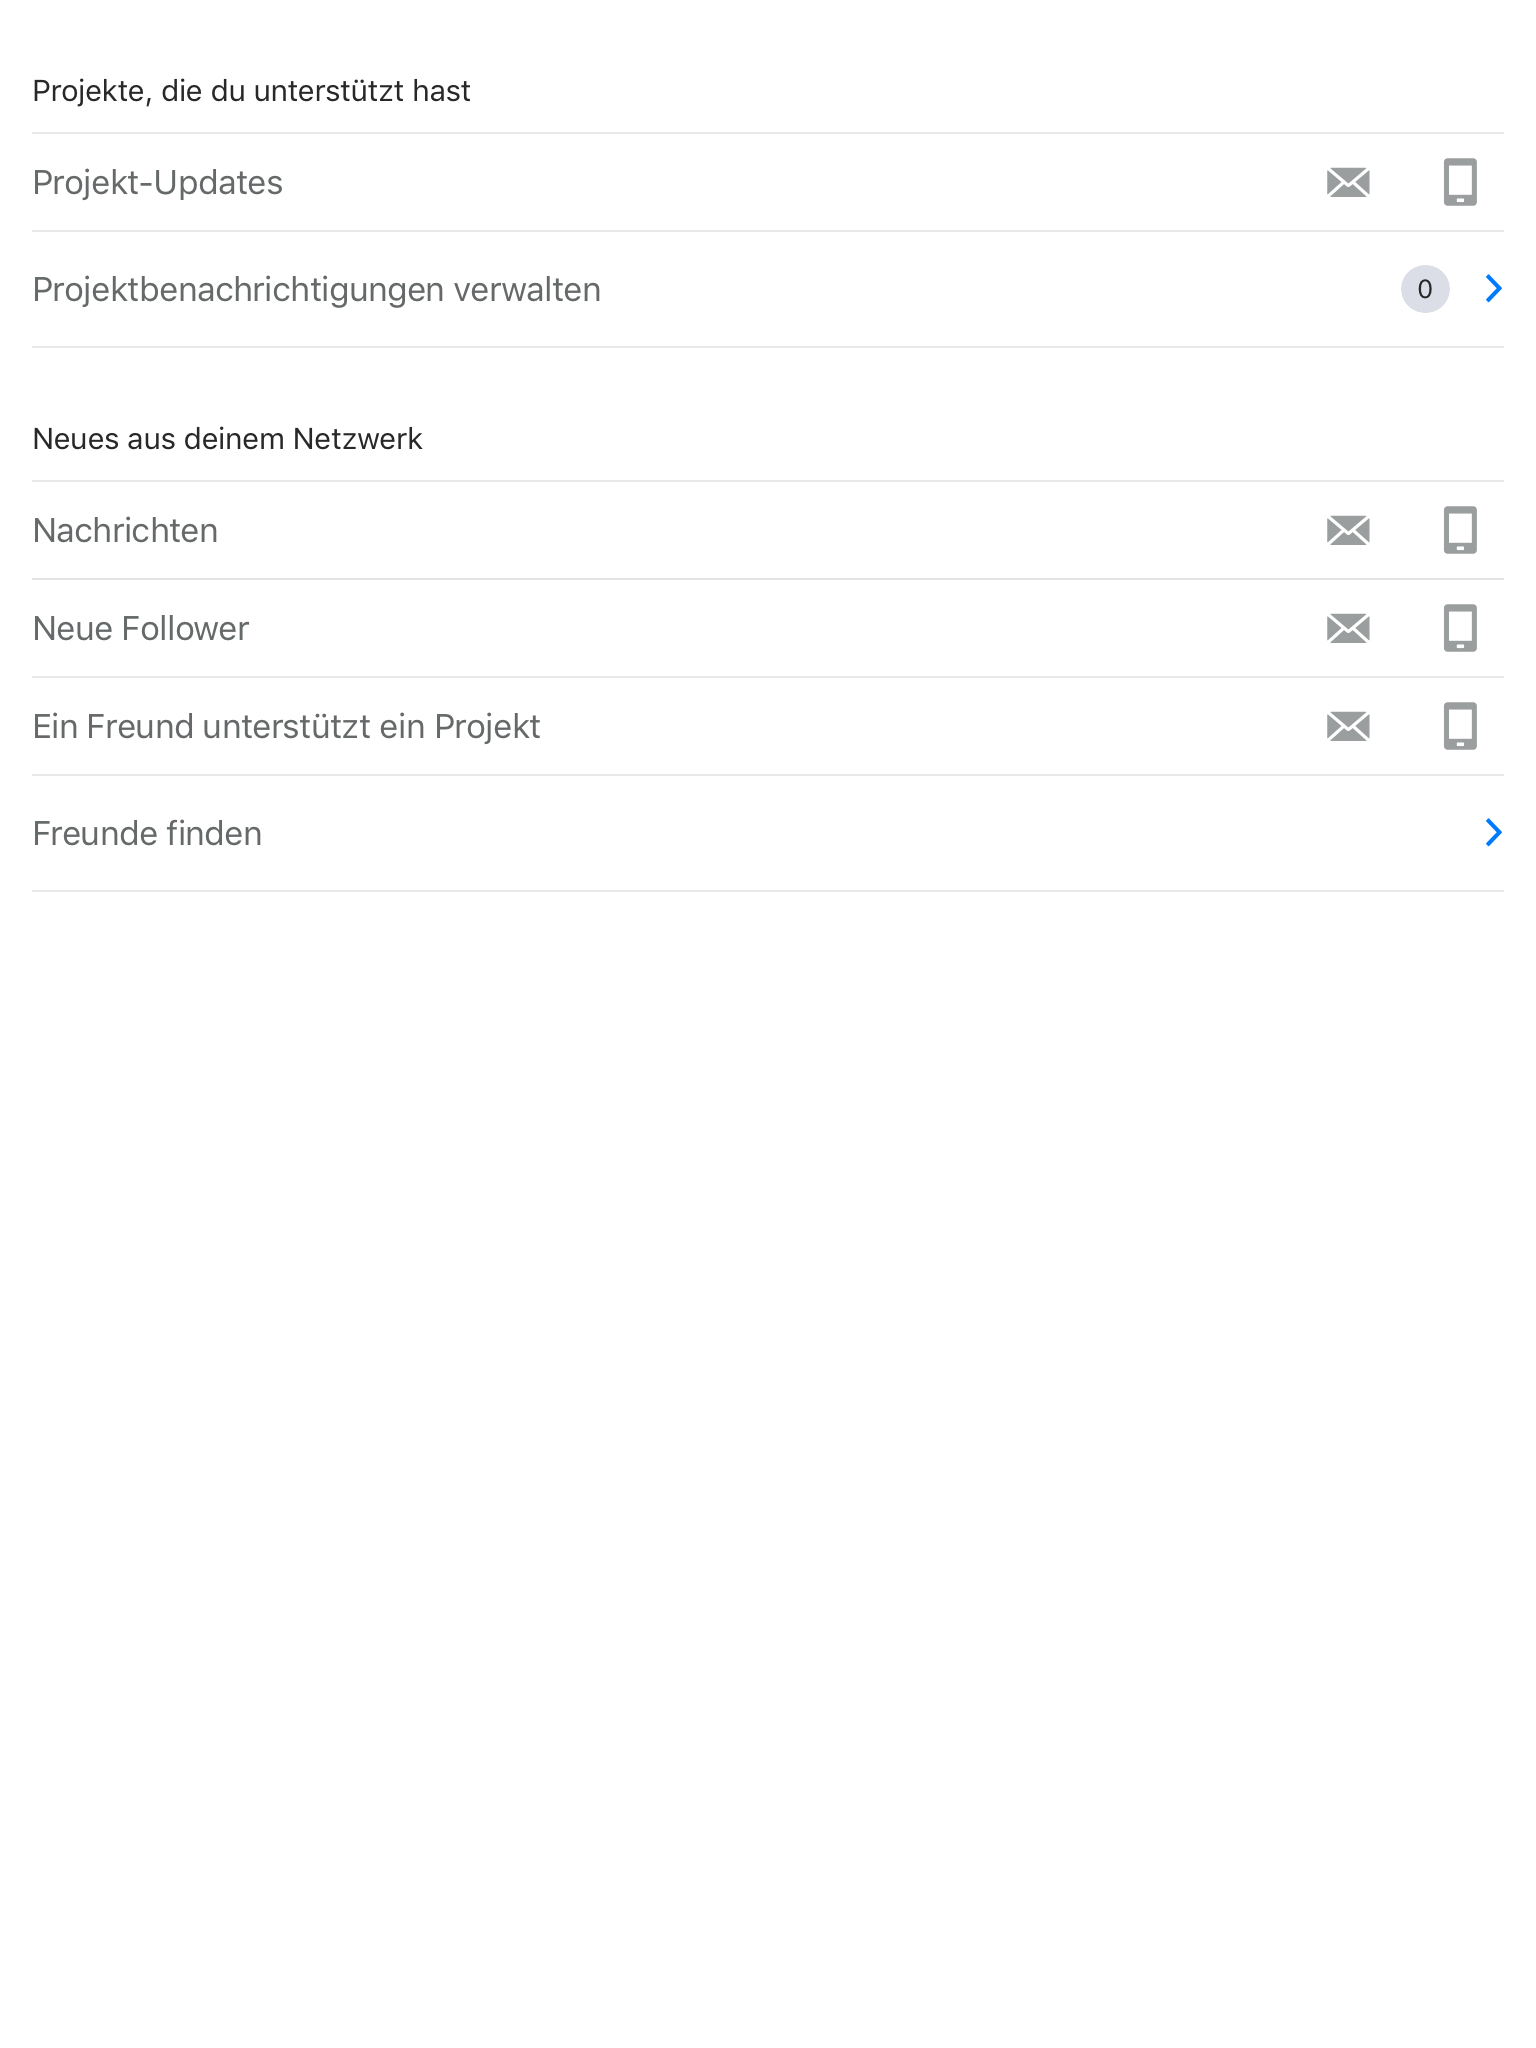 Projekte, die du unterstützt hast
Projekt-Updates
Projektbenachrichtigungen verwalten 0
Neues aus deinem Netzwerk
Nachrichten
Neue Follower
Ein Freund unterstützt ein Projekt
Freunde finden